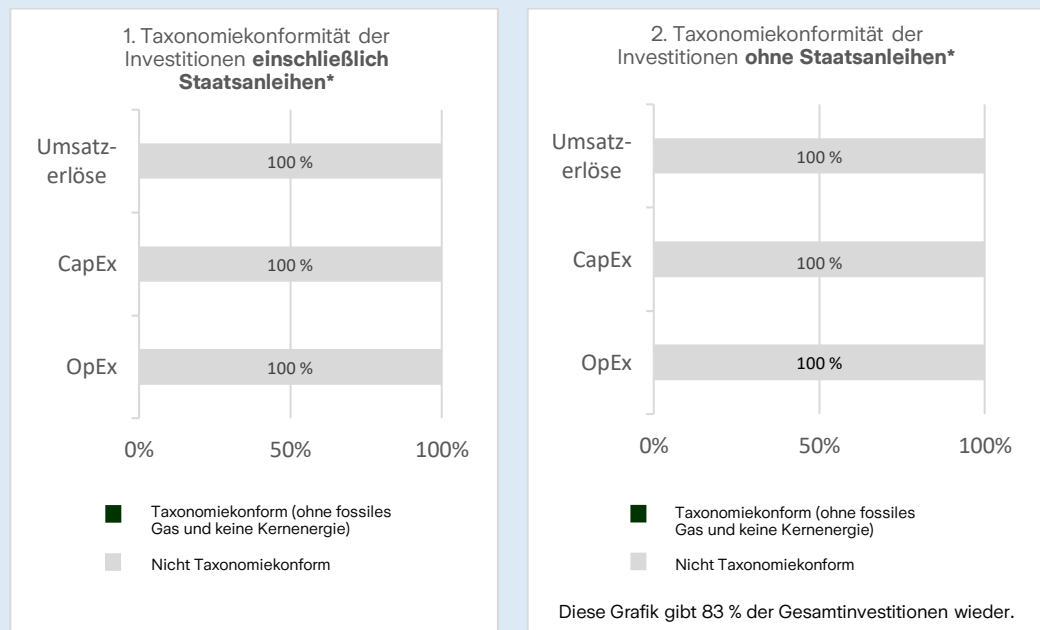 1. Taxonomiekonformität der
Investitionen einschließlich
Staatsanleihen*
Umsatz-
erlöse
100 %
CapEx
100 %
OpEx
100 %
0% 50% 100%
Taxonomiekonform (ohne fossiles
Gas und keine Kernenergie)
Nicht Taxonomiekonform
2. Taxonomiekonformität der
Investitionen ohne Staatsanleihen*
Umsatz-
erlöse
100 %
CapEx
100 %
OpEx
100 %
0% 50% 100%
Taxonomiekonform (ohne fossiles
Gas und keine Kernenergie)
Nicht Taxonomiekonform
Diese Grafik gibt 83 % der Gesamtinvestitionen wieder.